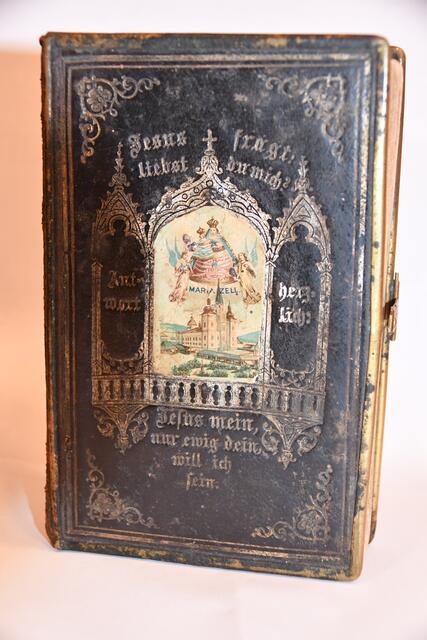 Jesus fragt:
liebst du mich?
MARIA ZELL
Ant-
wort
herz
lich:
Jesus mein,
nur ewig dein,
will ich
sein.